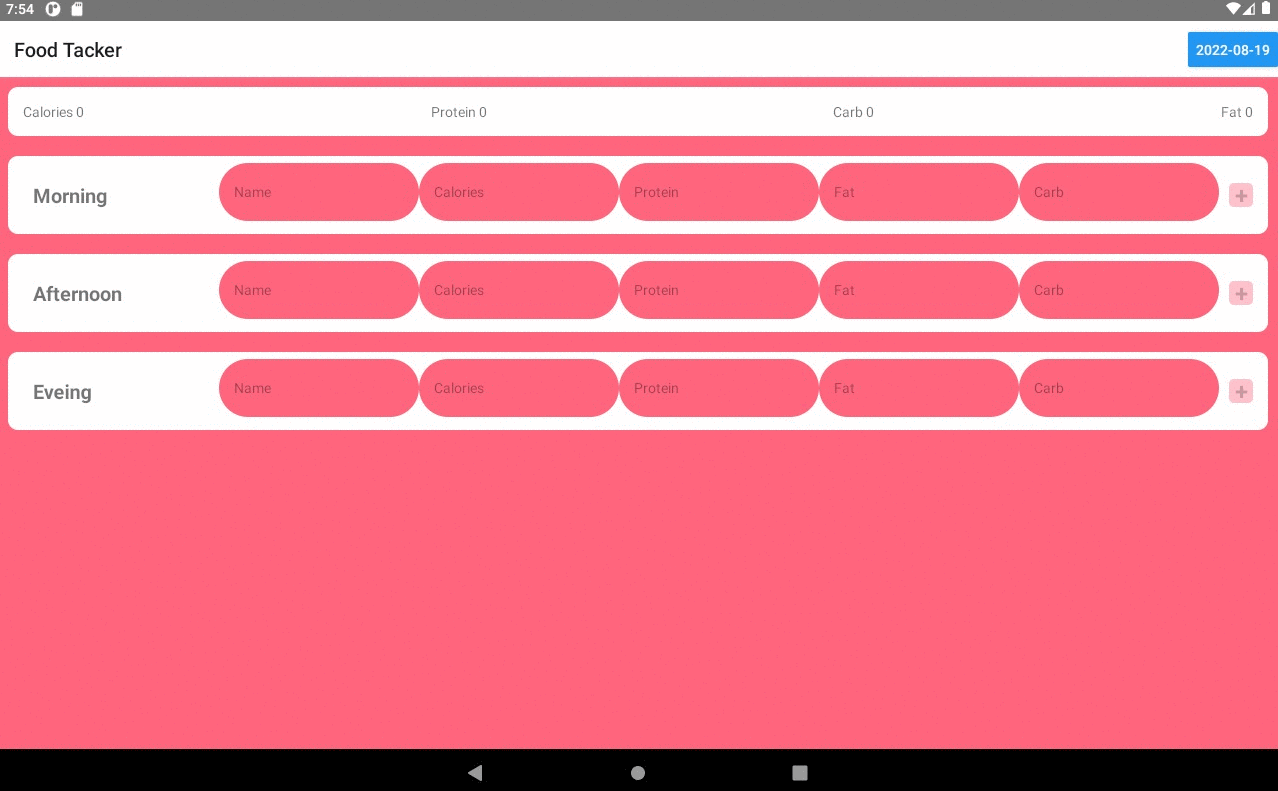 7:54
Food Tacker
2022-08-19
Calories 0 Protein 0 Carb 0 Fat 0
Morning Name Calories Protein Fat Carb +
Afternoon Name Calories Protein Fat Carb +
Eveing Name Calories Protein Fat Carb +